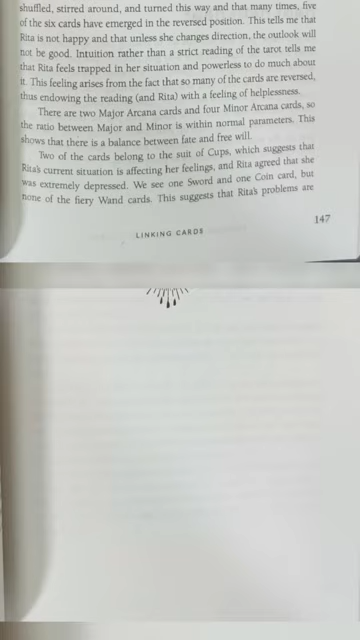 shuffled, stirred around, and turned this way and that many times, five
of the six cards have emerged in the reversed position. This tells me that
Rita is not happy and that unless she changes direction, the outlook will
not be good. Intuition rather than a strict reading of the tarot tells me
that Rita feels trapped in her situation and powerless to do much about
it. This feeling arises from the fact that so many of the cards are reversed,
thus endowing the reading (and Rita) with a feeling of helplessness.
There are two Major Arcana cards and four Minor Arcana cards, so
the ratio between Major and Minor is within normal parameters. This
shows that there is a balance between fate and free will.
Two of the cards belong to the suit of Cups, which suggests that
Rita's current situation is affecting her feelings, and Rita agreed that she
was extremely depressed. We see one Sword and one Coin card, but
none of the fiery Wand cards. This suggests that Rita's problems are
147
LINKING CARDS